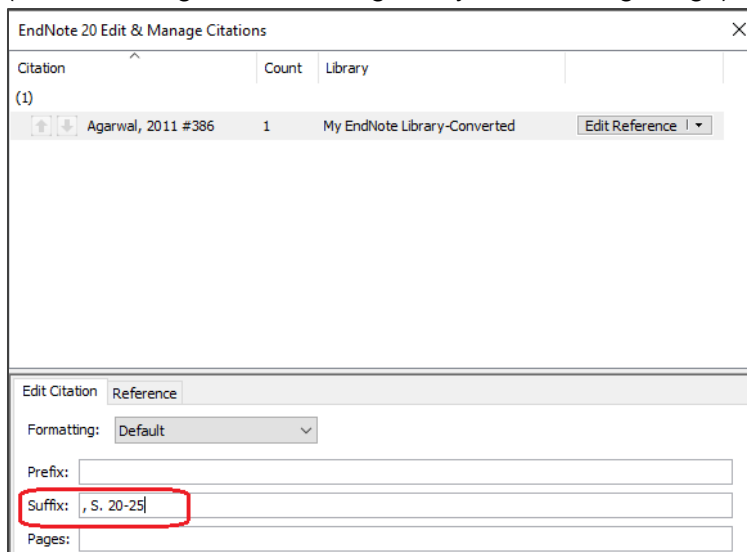 EndNote 20 Edit & Manage Citations
Citation Count Library
(1)
Agarwal, 2011 #386 1 My EndNote Library-Converted Edit Reference
Edit Citation Reference
Formatting: Default
Prefix:
Suffix: , S. 20-25
Pages: